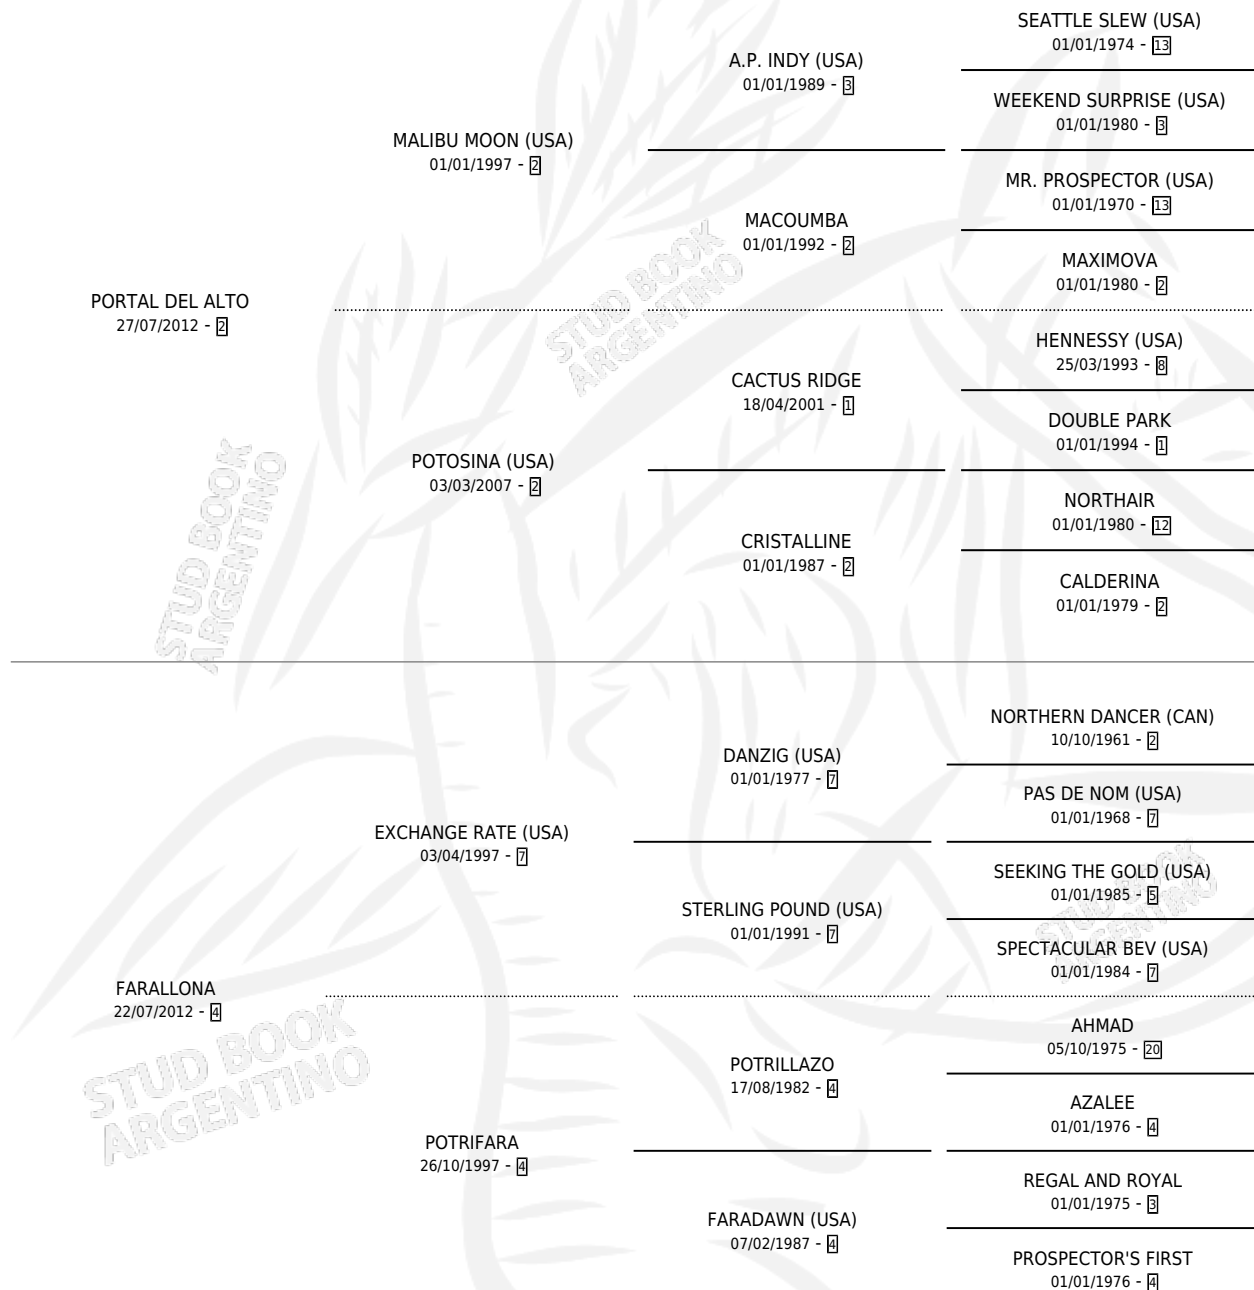 SEATTLE SLEW (USA)
01/01/1974 - 13
A.P. INDY (USA)
01/01/1989 - 3
WEEKEND SURPRISE (USA)
01/01/1980 - 3
MALIBU MOON (USA)
01/01/1997 - 2
MR. PROSPECTOR (USA)
01/01/1970 - 13
MACOUMBA
01/01/1992 - 2
MAXIMOVA
01/01/1980 - 2
PORTAL DEL ALTO
27/07/2012 - 2
HENNESSY (USA)
25/03/1993 - 8
CACTUS RIDGE
18/04/2001 - 1
DOUBLE PARK
01/01/1994 - 1
POTOSINA (USA)
03/03/2007 - 2
NORTHAIR
01/01/1980 - 12
CRISTALLINE
01/01/1987 - 2
CALDERINA
01/01/1979 - 2
NORTHERN DANCER (CAN)
10/10/1961 - 2
DANZIG (USA)
01/01/1977 - 7
PAS DE NOM (USA)
01/01/1968 - 7
EXCHANGE RATE (USA)
03/04/1997 - 7
SEEKING THE GOLD (USA)
01/01/1985 - 5
STERLING POUND (USA)
01/01/1991 - 7
SPECTACULAR BEV (USA)
01/01/1984 - 7
FARALLONA
22/07/2012 - 4
AHMAD
05/10/1975 - 20
POTRILLAZO
17/08/1982 - 4
AZALEE
01/01/1976 - 4
POTRIFARA
26/10/1997 - 4
REGAL AND ROYAL
01/01/1975 - 3
FARADAWN (USA)
07/02/1987 - 4
PROSPECTOR'S FIRST
01/01/1976 - 4
STUD BOOK
ARGENTINO
STUD BOOK
ARGENTINO
STUD BOOK
ARGENTINO
STUD BOOK
ARGENTINO